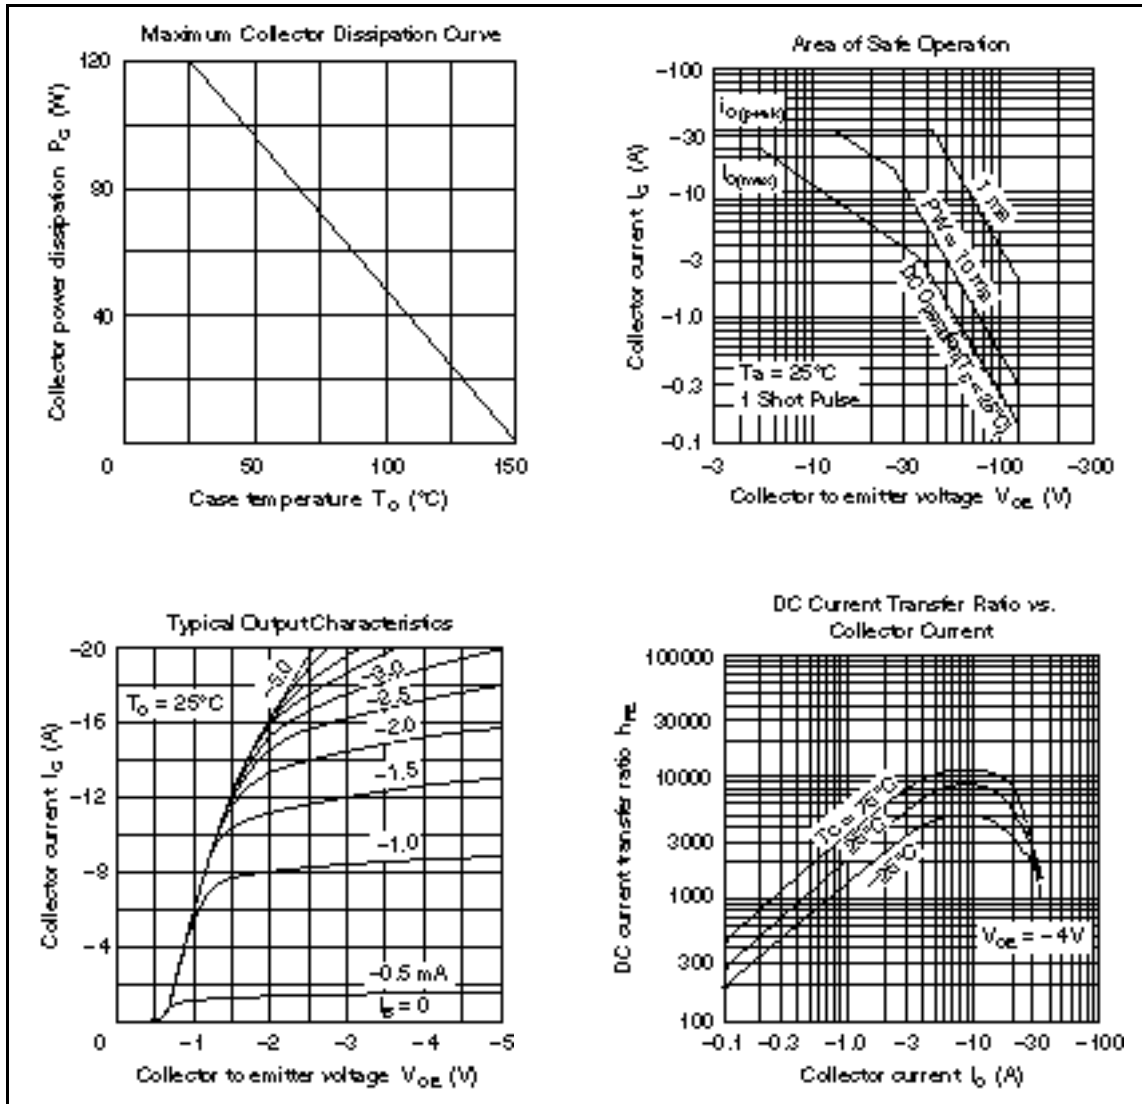 Maximum Collector Dissipation Curve
Collector power dissipation P_C (W)
120
80
40
0
50
100
150
Case temperature T_C (°C)
Area of Safe Operation
Collector current I_C (A)
−100
−30
−10
−3
−1.0
−0.3
−0.1
i_C(peak)
I_C(max)
1 ms
PW = 10 ms
DC Operation(T_C = 25°C)
Ta = 25°C
1 Shot Pulse
−3
−10
−30
−100
−300
Collector to emitter voltage V_CE (V)
Typical Output Characteristics
Collector current I_C (A)
−20
−16
−12
−8
−4
0
T_C = 25°C
−5.0
−3.0
−2.5
−2.0
−1.5
−1.0
−0.5 mA
I_B = 0
−1
−2
−3
−4
−5
Collector to emitter voltage V_CE (V)
DC Current Transfer Ratio vs.
Collector Current
DC current transfer ratio h_FE
100000
30000
10000
3000
1000
300
100
Tc = 75°C
25°C
−25°C
V_CE = −4 V
−0.1
−0.3
−1.0
−3
−10
−30
−100
Collector current I_C (A)